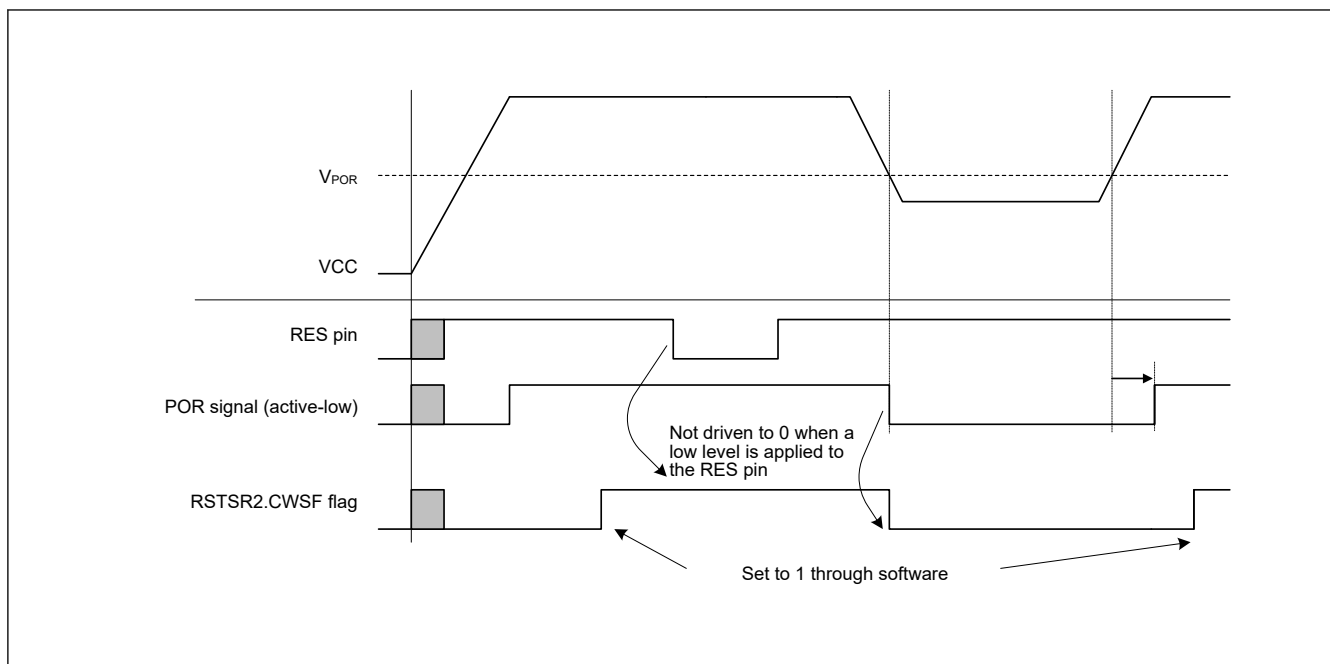 VPOR
VCC
RES pin
POR signal (active-low)
Not driven to 0 when a
low level is applied to
the RES pin
RSTSR2.CWSF flag
Set to 1 through software